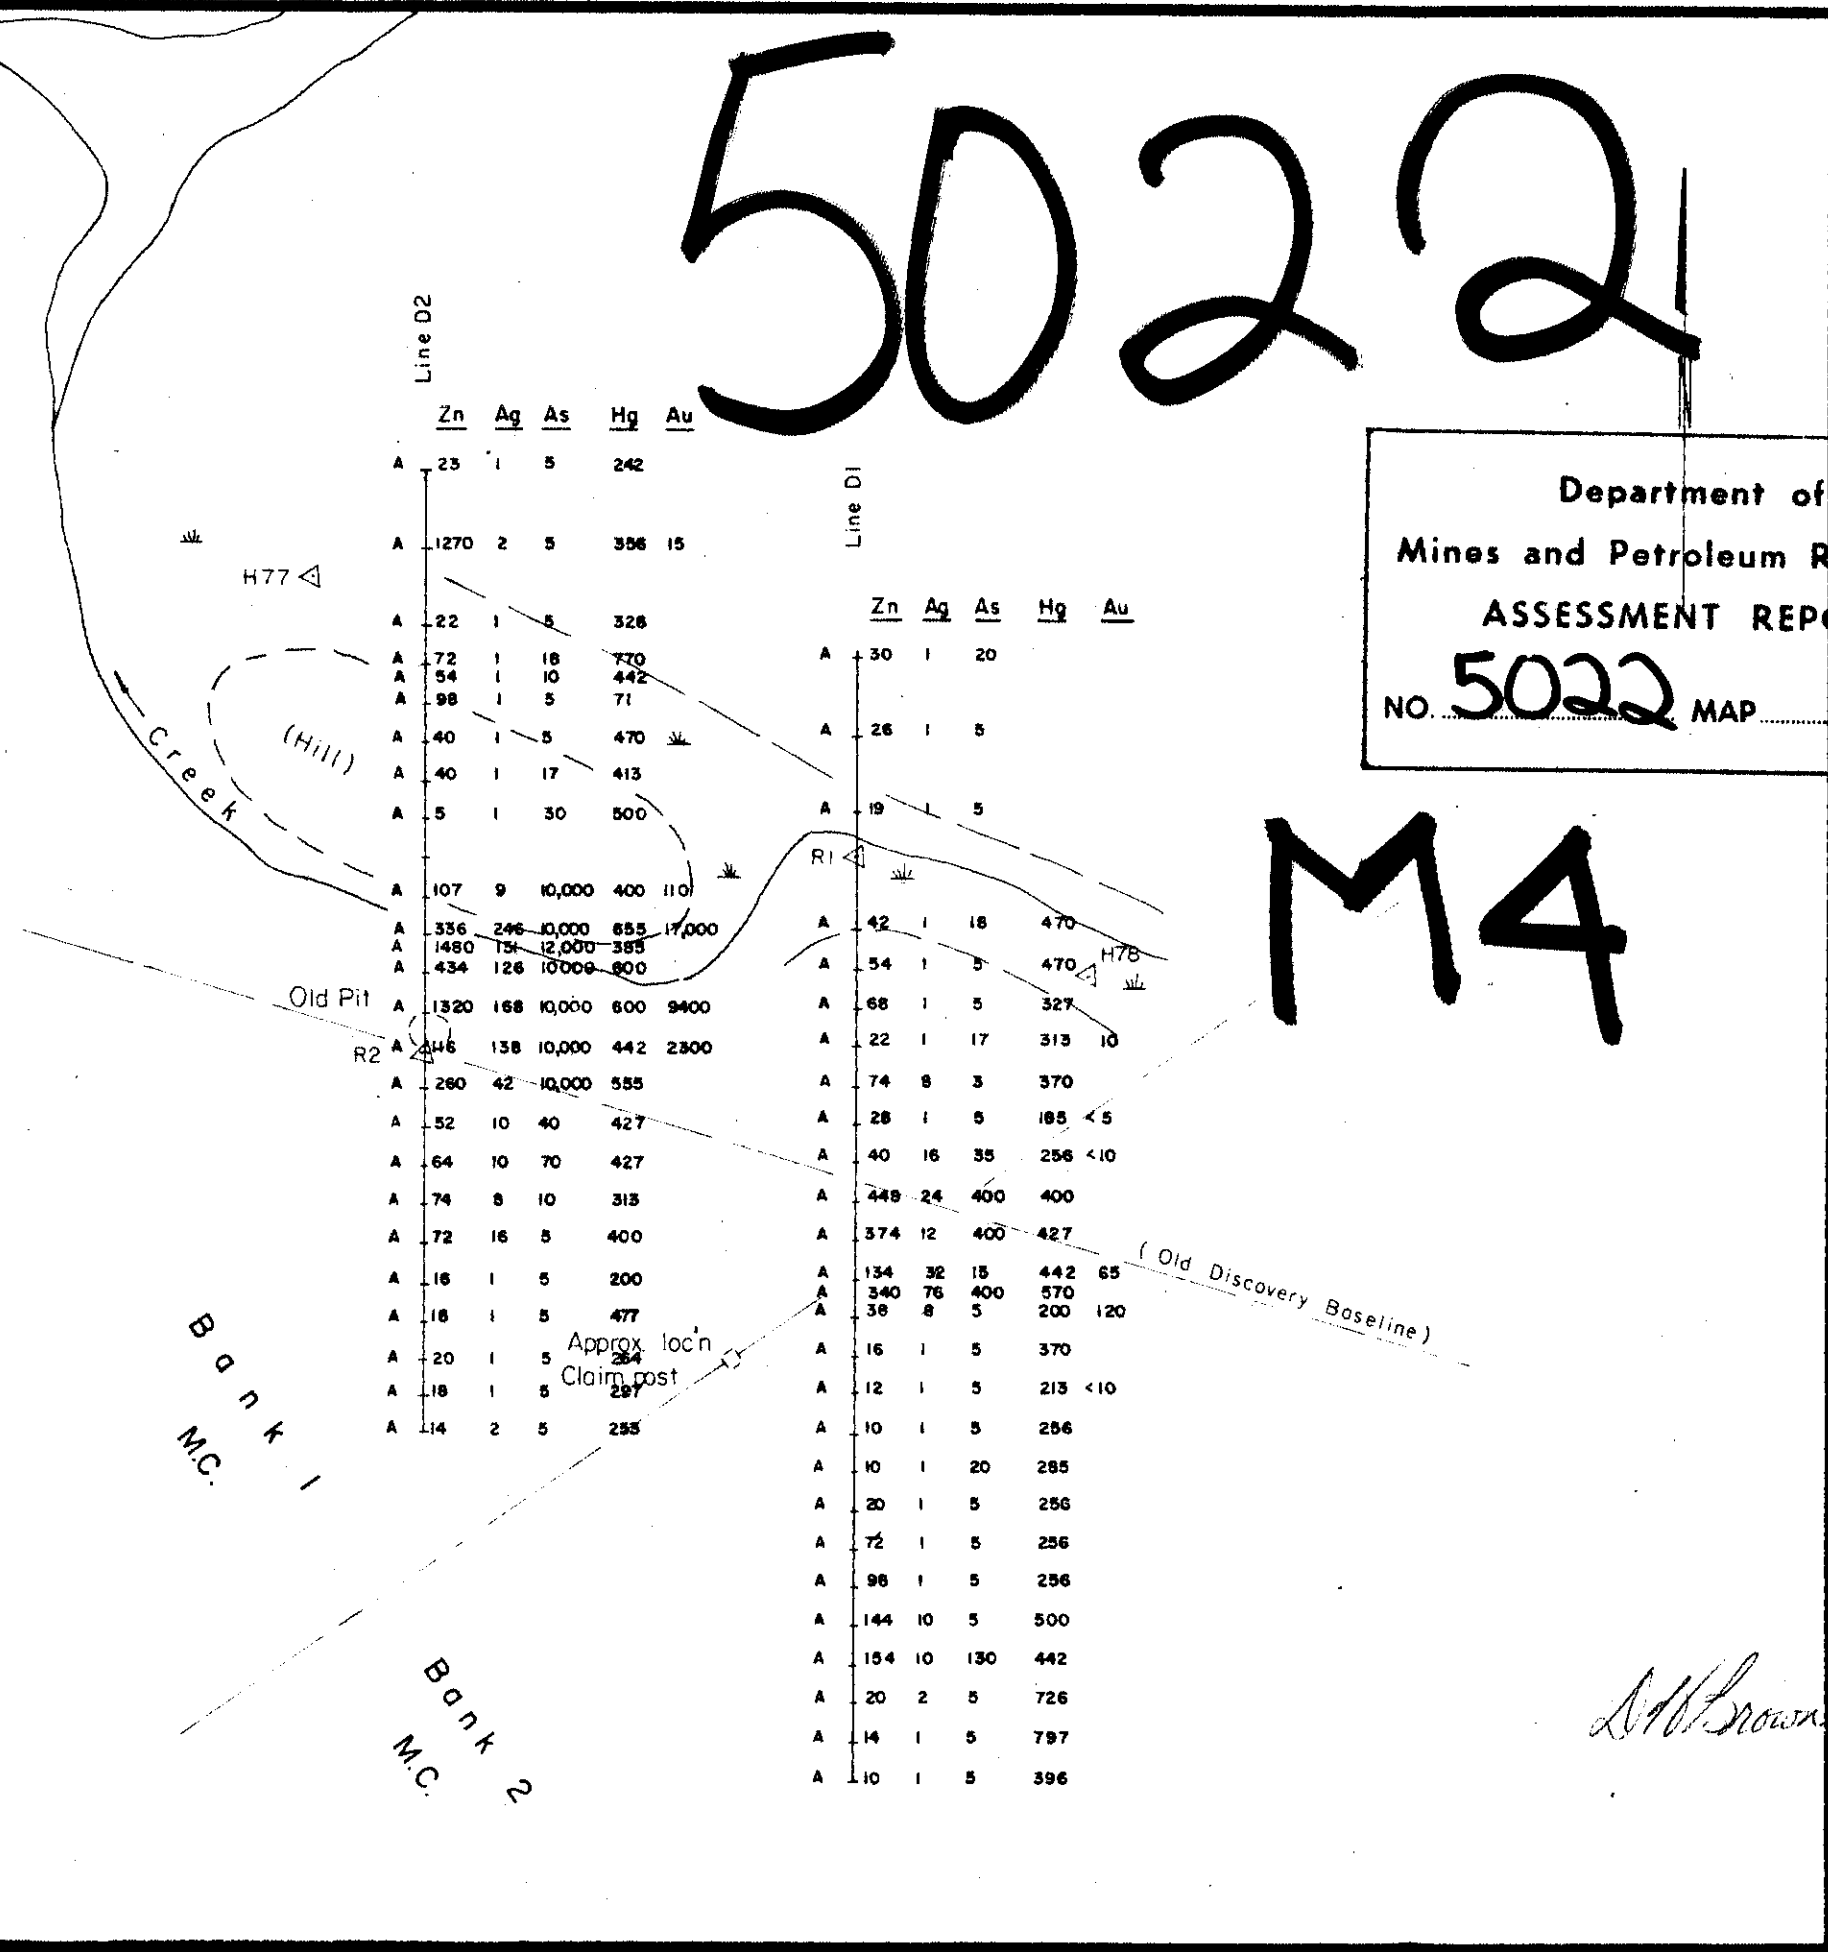 5022
Line D2
Zn Ag As Hg Au
A 23 1 5 242
A 1270 2 5 356 15
H77
A 22 1 5 328
A 72 1 18 770
A 54 1 10 442
A 98 1 5 71
A 40 1 5 470
(Hill)
A 40 1 17 413
A 5 1 30 500
Creek
A 107 9 10,000 400 110
A 336 246 10,000 655 17,000
A 1480 151 12,000 385
A 434 126 10000 600
Old Pit
A 1320 168 10,000 600 9400
R2
A 116 138 10,000 442 2300
A 260 42 10,000 555
A 52 10 40 427
A 64 10 70 427
A 74 8 10 313
A 72 16 5 400
A 16 1 5 200
A 18 1 5 477
A 20 1 5 264
A 18 1 5 297
A 14 2 5 255
Approx. loc'n
Claim post
Line D1
Zn Ag As Hg Au
A 30 1 20
A 26 1 5
A 19 1 5
R1
A 42 1 18 470
H78
A 54 1 5 470
A 68 1 5 327
A 22 1 17 313 10
A 74 8 3 370
A 28 1 5 185 <5
A 40 16 35 256 <10
A 448 24 400 400
A 374 12 400 427
A 134 32 15 442 65
A 340 76 400 570
A 38 8 5 200 120
A 16 1 5 370
A 12 1 5 213 <10
A 10 1 5 256
A 10 1 20 285
A 20 1 5 256
A 72 1 5 256
A 98 1 5 256
A 144 10 5 500
A 154 10 130 442
A 20 2 5 726
A 14 1 5 797
A 10 1 5 396
(Old Discovery Baseline)
Bank 1
M.C.
Bank 2
M.C.
Department of
Mines and Petroleum R
ASSESSMENT REPO
NO. 5022 MAP
M4
Brown